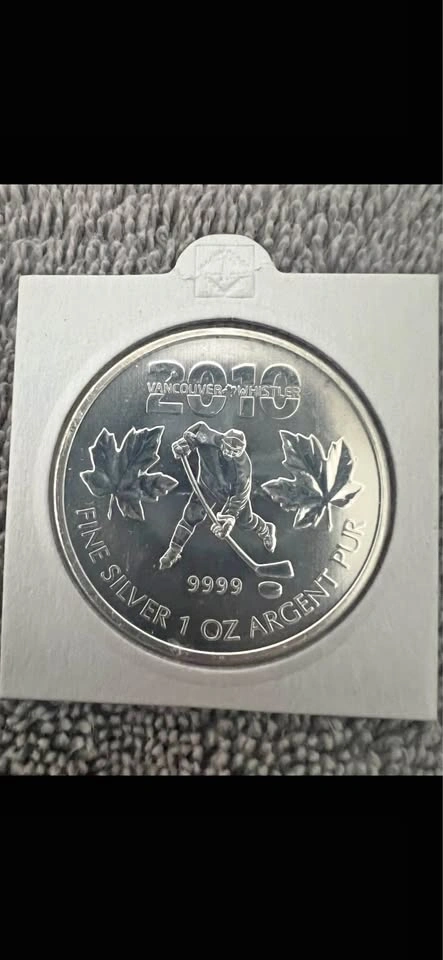 2010
VANCOUVER WHISTLER
9999
FINE SILVER 1 OZ ARGENT PUR